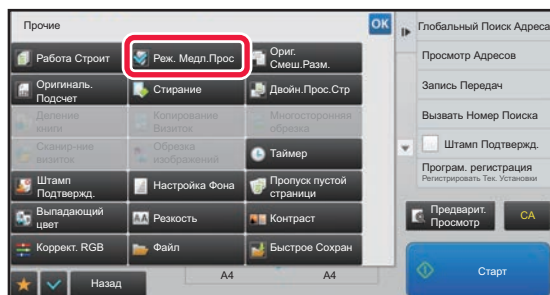 Прочие
OK
Работа Строит
Реж. Медл.Прос
Ориг.
Смеш.Разм.
Оригиналь.
Подсчет
Стирание
Двойн.Прос.Стр
Деление
книги
Копирование
Визиток
Многосторонняя
обрезка
Сканир-ние
визиток
Обрезка
изображений
Таймер
Штамп
Подтвержд.
Настройка Фона
Пропуск пустой
страници
Выпадающий
цвет
Резкость
Контраст
Коррект. RGB
Файл
Быстрое Сохран
Назад
A4
A4
Глобальный Поиск Адреса
Просмотр Адресов
Запись Передач
Вызвать Номер Поиска
Штамп Подтвержд.
Програм. регистрация
Регистрировать Тек. Установки
Предварит.
Просмотр
CA
Старт